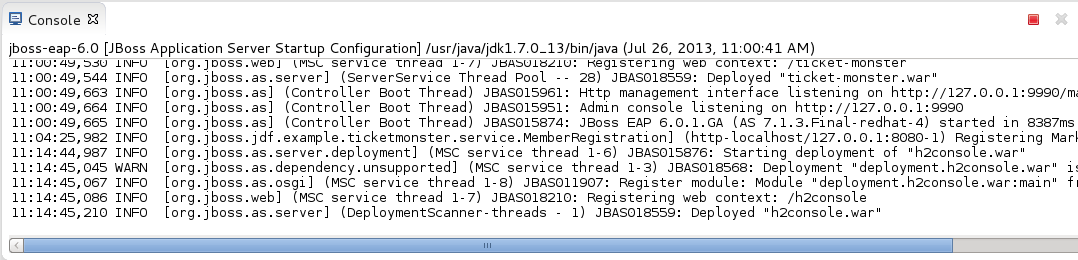 Console
jboss-eap-6.0 [JBoss Application Server Startup Configuration] /usr/java/jdk1.7.0_13/bin/java (Jul 26, 2013, 11:00:41 AM)
11:00:49,530 INFO  [org.jboss.web] (MSC service thread 1-7) JBAS018210: Registering web context: /ticket-monster
11:00:49,544 INFO  [org.jboss.as.server] (ServerService Thread Pool -- 28) JBAS018559: Deployed "ticket-monster.war"
11:00:49,663 INFO  [org.jboss.as] (Controller Boot Thread) JBAS015961: Http management interface listening on http://127.0.0.1:9990/ma
11:00:49,664 INFO  [org.jboss.as] (Controller Boot Thread) JBAS015951: Admin console listening on http://127.0.0.1:9990
11:00:49,665 INFO  [org.jboss.as] (Controller Boot Thread) JBAS015874: JBoss EAP 6.0.1.GA (AS 7.1.3.Final-redhat-4) started in 8387ms
11:04:25,982 INFO  [org.jboss.jdf.example.ticketmonster.service.MemberRegistration] (http-localhost/127.0.0.1:8080-1) Registering Mark
11:14:44,987 INFO  [org.jboss.as.server.deployment] (MSC service thread 1-6) JBAS015876: Starting deployment of "h2console.war"
11:14:45,045 WARN  [org.jboss.as.dependency.unsupported] (MSC service thread 1-3) JBAS018568: Deployment "deployment.h2console.war" is
11:14:45,067 INFO  [org.jboss.as.osgi] (MSC service thread 1-8) JBAS011907: Register module: Module "deployment.h2console.war:main" fr
11:14:45,086 INFO  [org.jboss.web] (MSC service thread 1-7) JBAS018210: Registering web context: /h2console
11:14:45,210 INFO  [org.jboss.as.server] (DeploymentScanner-threads - 1) JBAS018559: Deployed "h2console.war"